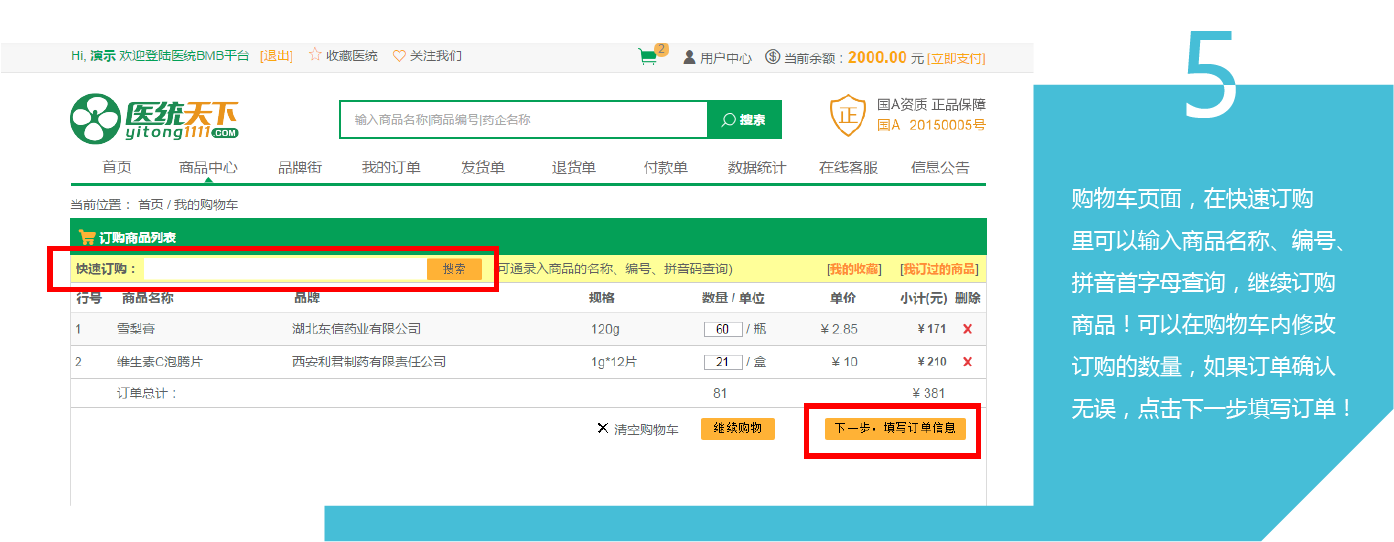 5
Hi, 演示 欢迎登陆医统BMB平台 [退出] 收藏医统 关注我们 2 用户中心 当前余额：2000.00 元 [立即支付]
医统天下
yitong1111.COM
输入商品名称|商品编号|药企名称 搜索
正 国A资质 正品保障
国A 20150005号
首页 商品中心 品牌街 我的订单 发货单 退货单 付款单 数据统计 在线客服 信息公告
当前位置： 首页 / 我的购物车
订购商品列表
快速订购： 搜索 可通录入商品的名称、编号、拼音码查询) [我的收藏] [我订过的商品]
行号 商品名称 品牌 规格 数量 / 单位 单价 小计(元) 删除
1 雪梨膏 湖北东信药业有限公司 120g 60 / 瓶 ¥ 2.85 ¥ 171
2 维生素C泡腾片 西安利君制药有限责任公司 1g*12片 21 / 盒 ¥ 10 ¥ 210
订单总计： 81 ¥ 381
清空购物车 继续购物 下一步，填写订单信息
购物车页面，在快速订购
里可以输入商品名称、编号、
拼音首字母查询，继续订购
商品！可以在购物车内修改
订购的数量，如果订单确认
无误，点击下一步填写订单！